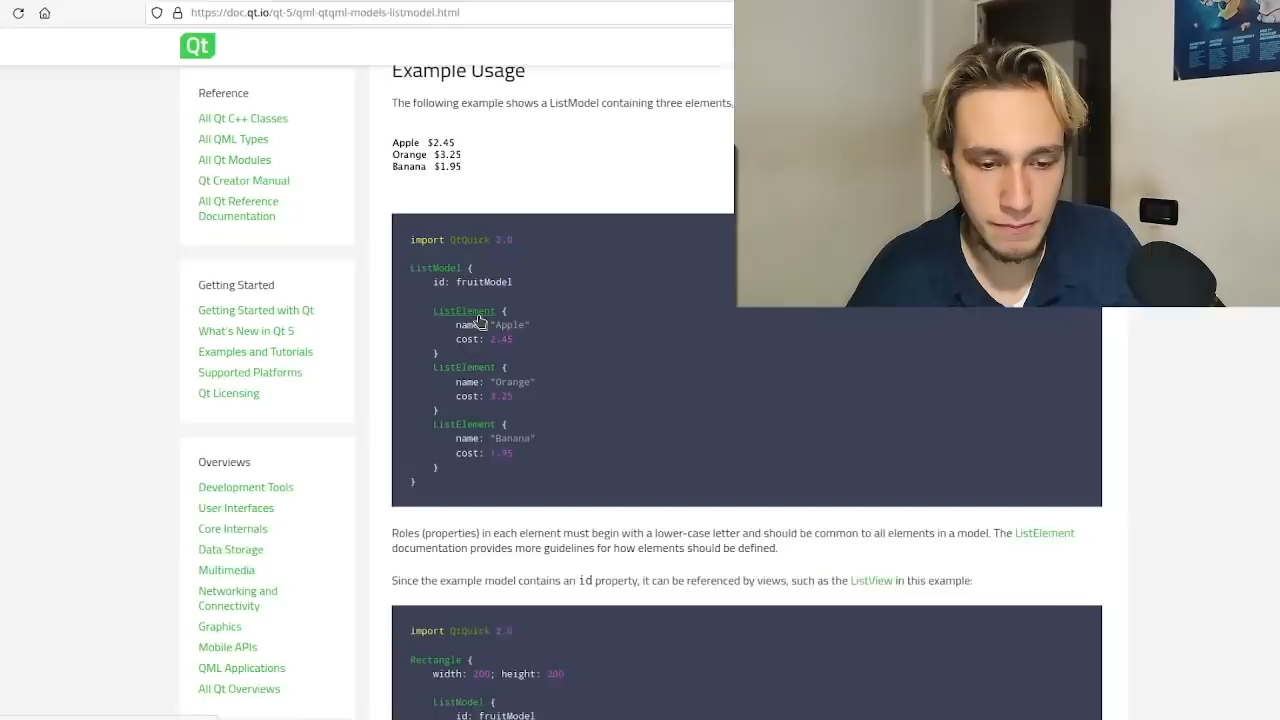 https://doc.qt.io/qt-5/qml-qtqml-models-listmodel.html
Qt
Reference
All Qt C++ Classes
All QML Types
All Qt Modules
Qt Creator Manual
All Qt Reference
Documentation
Getting Started
Getting Started with Qt
What's New in Qt 5
Examples and Tutorials
Supported Platforms
Qt Licensing
Overviews
Development Tools
User Interfaces
Core Internals
Data Storage
Multimedia
Networking and
Connectivity
Graphics
Mobile APIs
QML Applications
All Qt Overviews
Example Usage
The following example shows a ListModel containing three elements,
Apple $2.45
Orange $3.25
Banana $1.95
import QtQuick 2.0
ListModel {
id: fruitModel
ListElement {
name: "Apple"
cost: 2.45
}
ListElement {
name: "Orange"
cost: 3.25
}
ListElement {
name: "Banana"
cost: 1.95
}
}
Roles (properties) in each element must begin with a lower-case letter and should be common to all elements in a model. The ListElement
documentation provides more guidelines for how elements should be defined.
Since the example model contains an id property, it can be referenced by views, such as the ListView in this example:
import QtQuick 2.0
Rectangle {
width: 200; height: 200
ListModel {
id: fruitModel